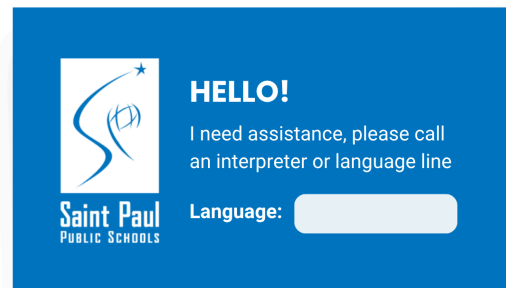 HELLO!
I need assistance, please call
an interpreter or language line
Language:
Saint Paul
PUBLIC SCHOOLS